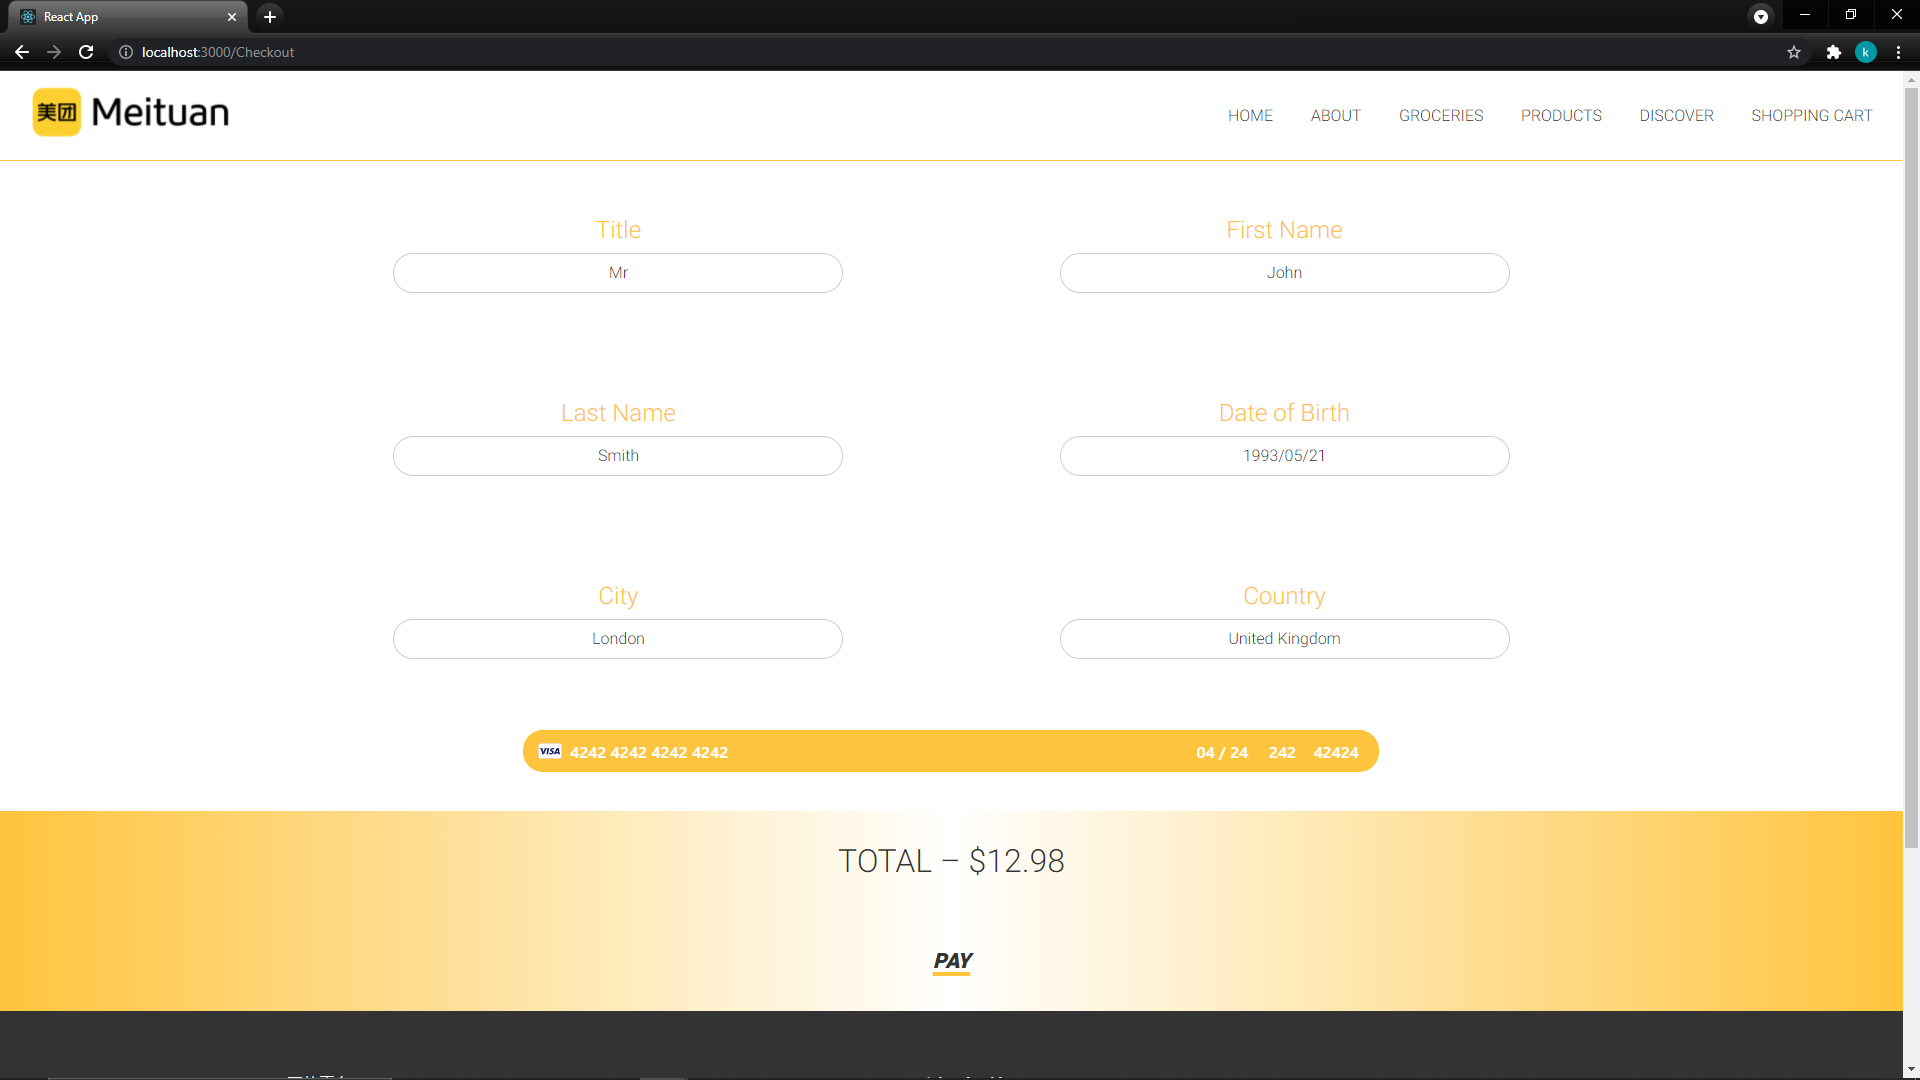 React App
localhost:3000/Checkout
k
美团 Meituan
HOME ABOUT GROCERIES PRODUCTS DISCOVER SHOPPING CART
Title First Name
Mr John
Last Name Date of Birth
Smith 1993/05/21
City Country
London United Kingdom
VISA 4242 4242 4242 4242 04 / 24 242 42424
TOTAL – $12.98
PAY